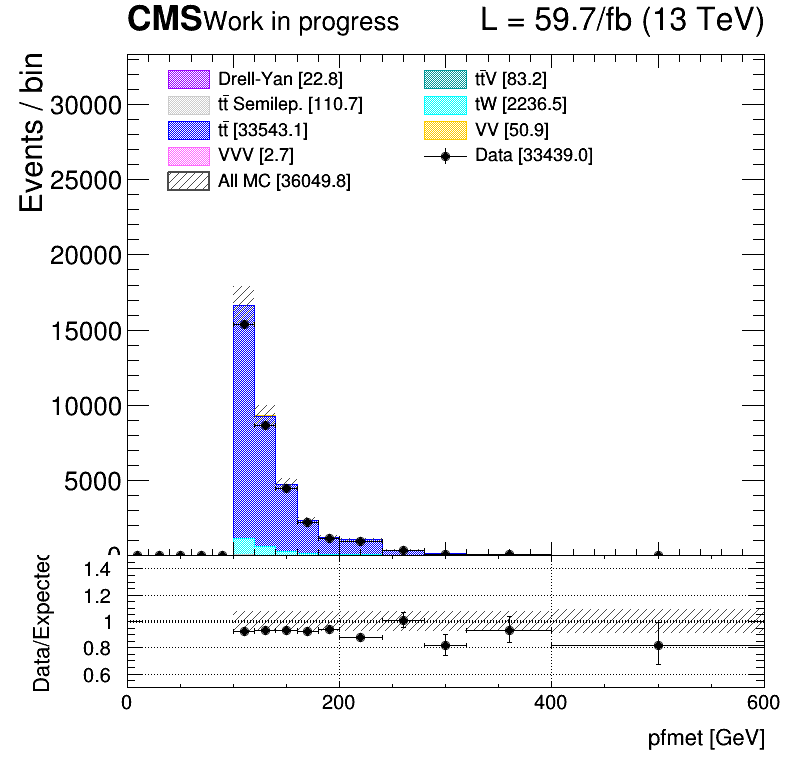 CMS Work in progress L = 59.7/fb (13 TeV)
Events / bin
Drell-Yan [22.8]
tt̄ Semilep. [110.7]
tt̄ [33543.1]
VVV [2.7]
All MC [36049.8]
tt̄V [83.2]
tW [2236.5]
VV [50.9]
Data [33439.0]
30000
25000
20000
15000
10000
5000
0
Data/Expected
1.4
1.2
1
0.8
0.6
0 200 400 600
pfmet [GeV]